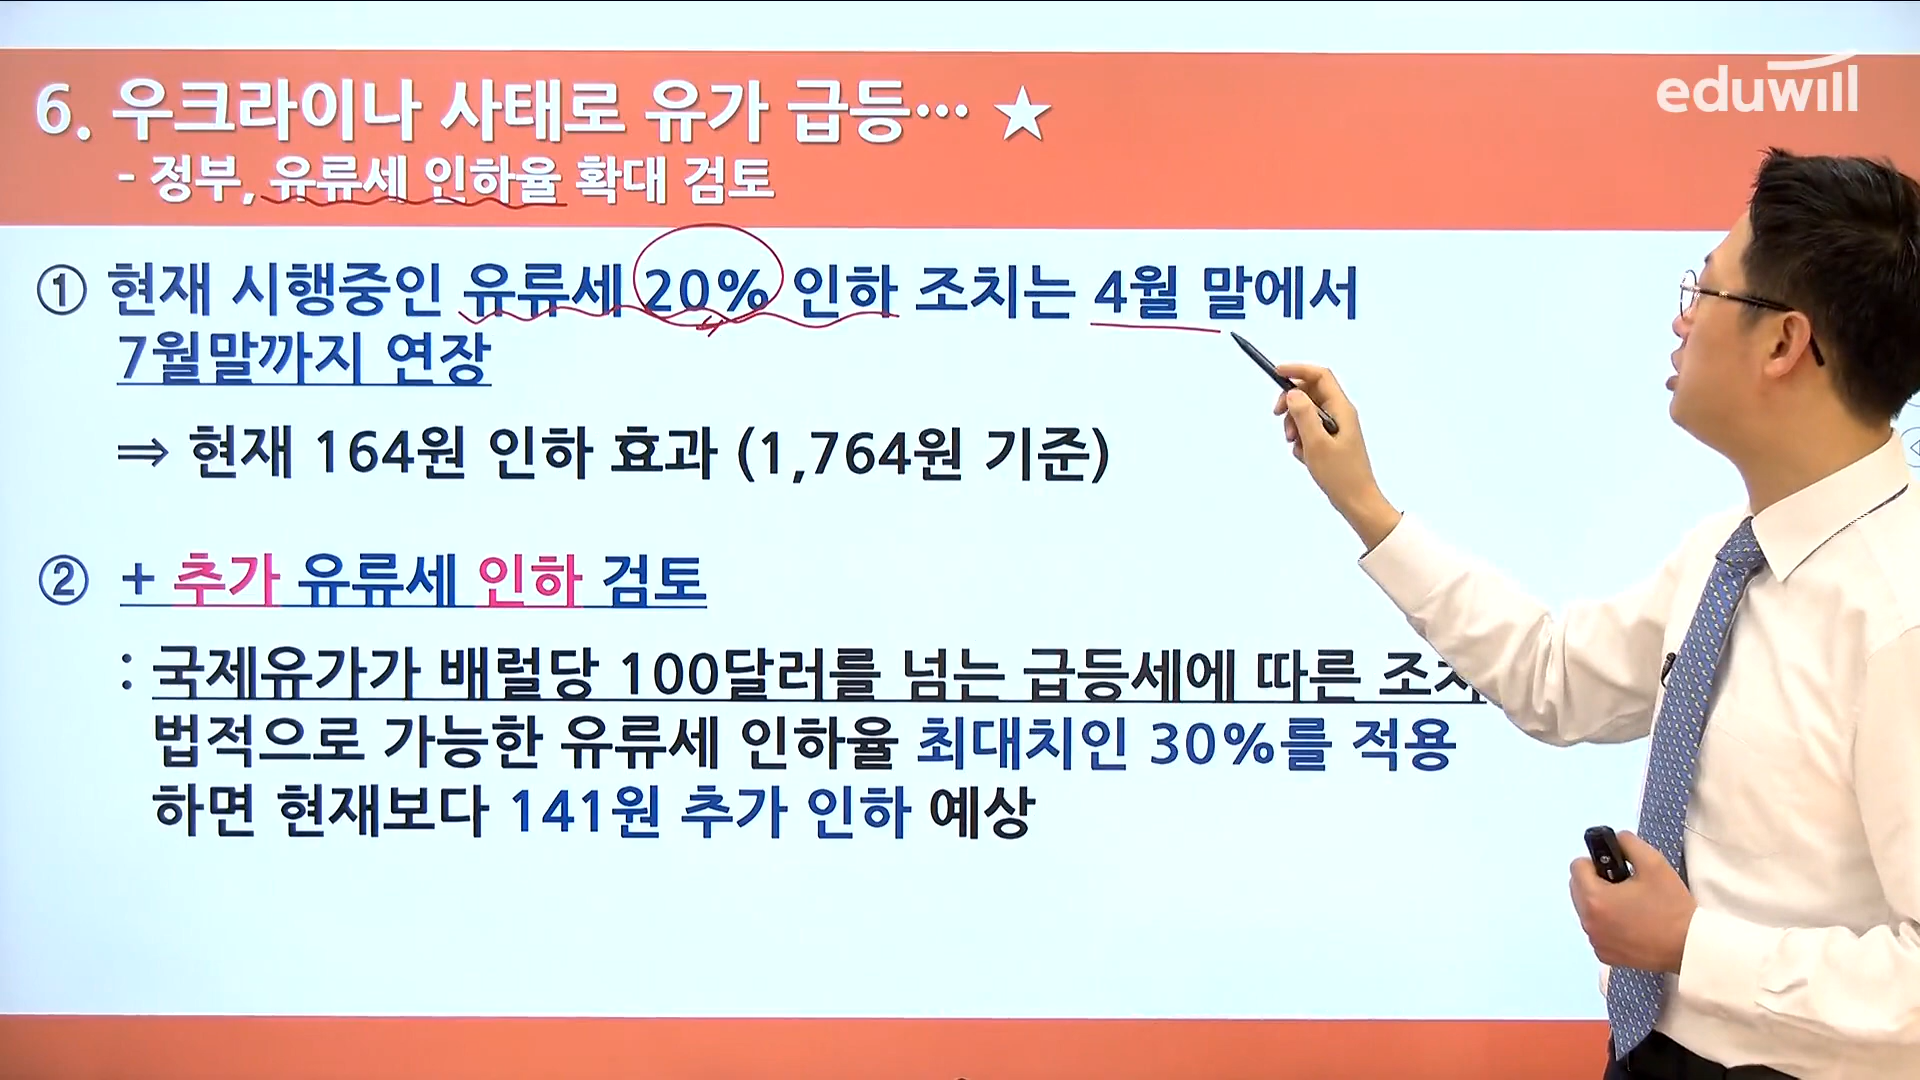 eduwill
6. 우크라이나 사태로 유가 급등… ★
- 정부, 유류세 인하율 확대 검토
① 현재 시행중인 유류세 20% 인하 조치는 4월 말에서
7월말까지 연장
⇒ 현재 164원 인하 효과 (1,764원 기준)
② + 추가 유류세 인하 검토
: 국제유가가 배럴당 100달러를 넘는 급등세에 따른 조치
법적으로 가능한 유류세 인하율 최대치인 30%를 적용
하면 현재보다 141원 추가 인하 예상